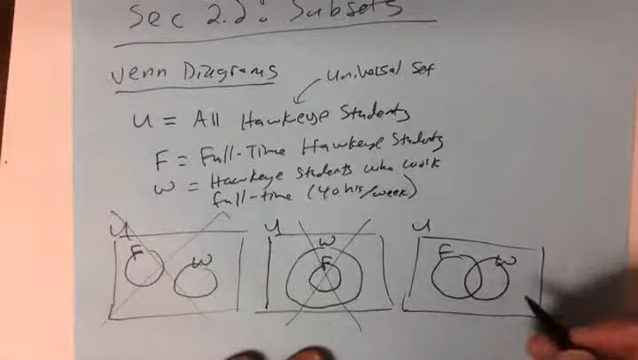 Sec 2.2: Subsets
Venn Diagrams
universal set
U = All Hawkeye Students
F = Full-Time Hawkeye Students
W = Hawkeye Students who work
full-time (40 hrs/week)
U U U
F W W F F W